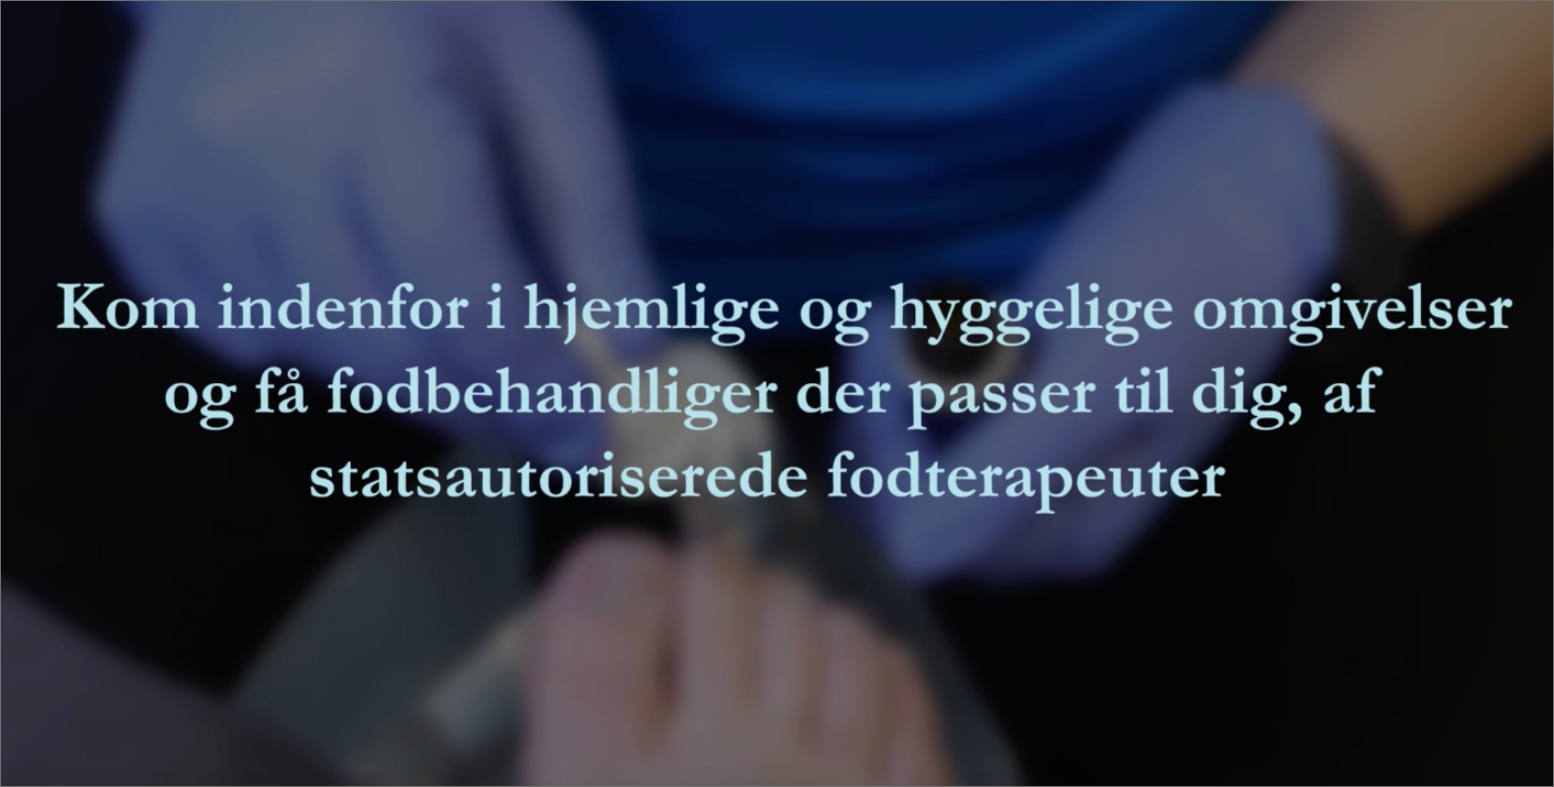 Kom indenfor i hjemlige og hyggelige omgivelser
og få fodbehandliger der passer til dig, af
statsautoriserede fodterapeuter